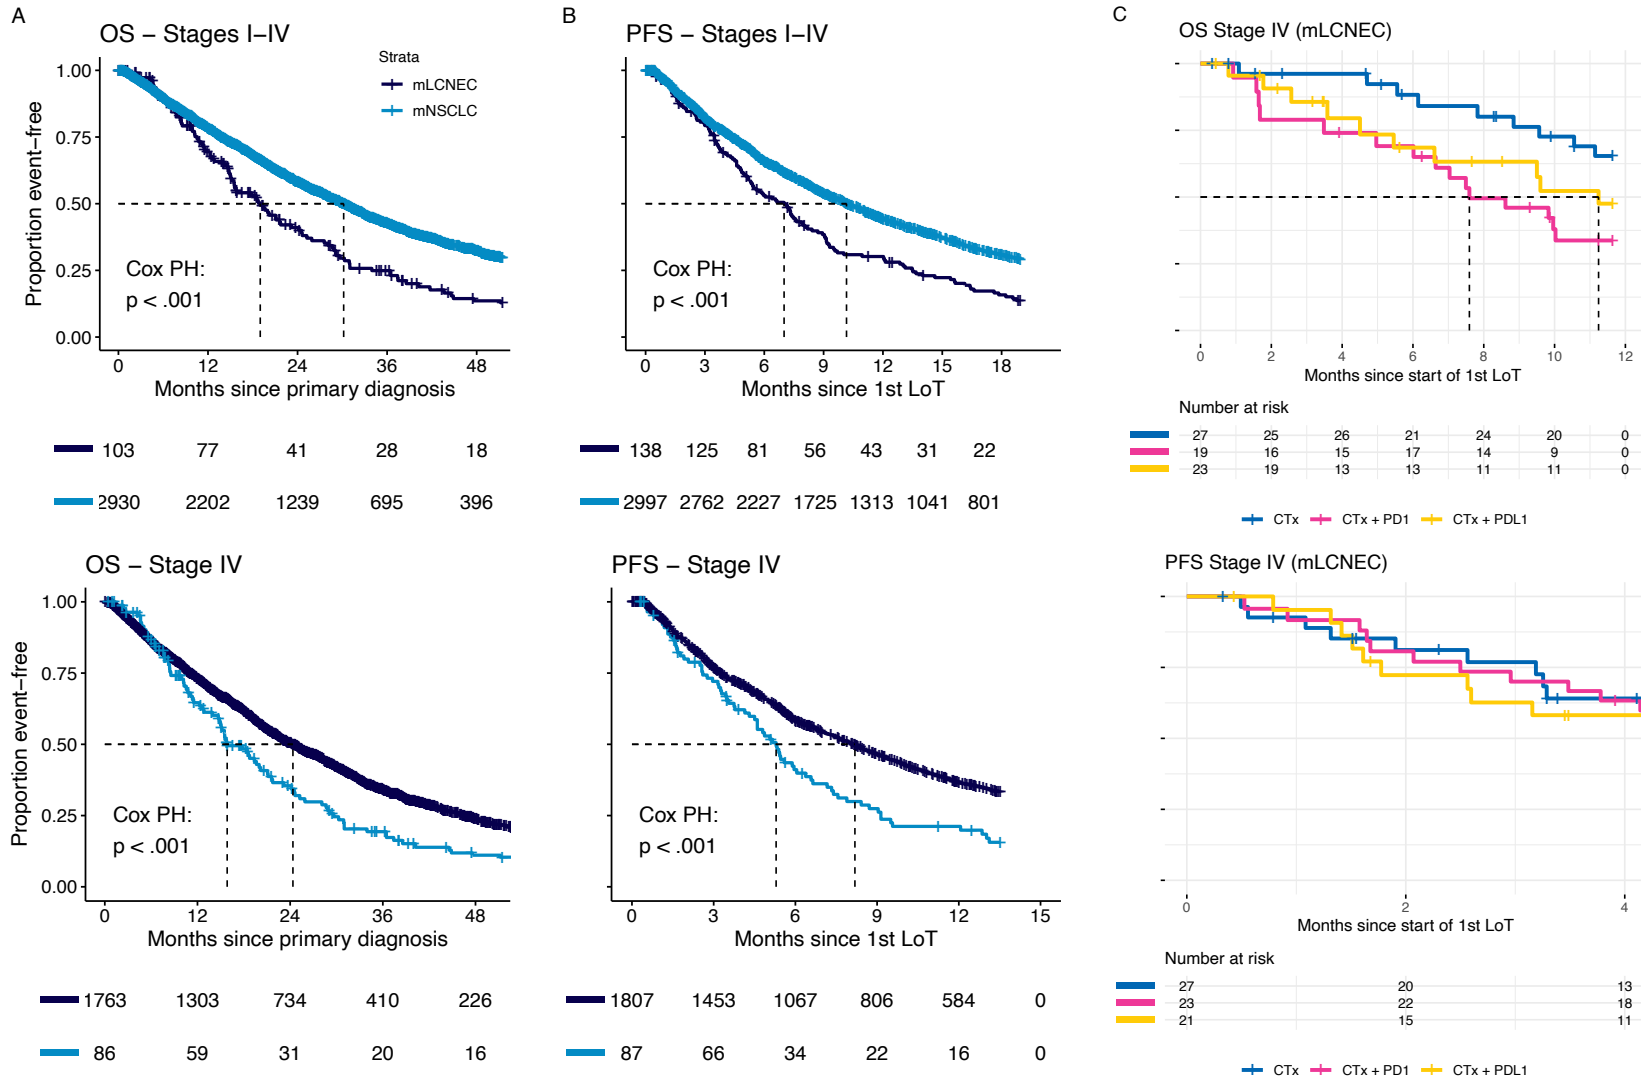 A
OS – Stages I–IV
Strata
mLCNEC
mNSCLC
Proportion event–free
1.00
0.75
0.50
0.25
0.00
Cox PH:
p < .001
0 12 24 36 48
Months since primary diagnosis
103 77 41 28 18
2930 2202 1239 695 396
B
PFS – Stages I–IV
Cox PH:
p < .001
0 3 6 9 12 15 18
Months since 1st LoT
138 125 81 56 43 31 22
2997 2762 2227 1725 1313 1041 801
C
OS Stage IV (mLCNEC)
0 2 4 6 8 10 12
Months since start of 1st LoT
Number at risk
27 25 26 21 24 20 0
19 16 15 17 14 9 0
23 19 13 13 11 11 0
CTx CTx + PD1 CTx + PDL1
OS – Stage IV
Proportion event–free
1.00
0.75
0.50
0.25
0.00
Cox PH:
p < .001
0 12 24 36 48
Months since primary diagnosis
1763 1303 734 410 226
86 59 31 20 16
PFS – Stage IV
Cox PH:
p < .001
0 3 6 9 12 15
Months since 1st LoT
1807 1453 1067 806 584 0
87 66 34 22 16 0
PFS Stage IV (mLCNEC)
0 2 4
Months since start of 1st LoT
Number at risk
27 20 13
23 22 18
21 15 11
CTx CTx + PD1 CTx + PDL1